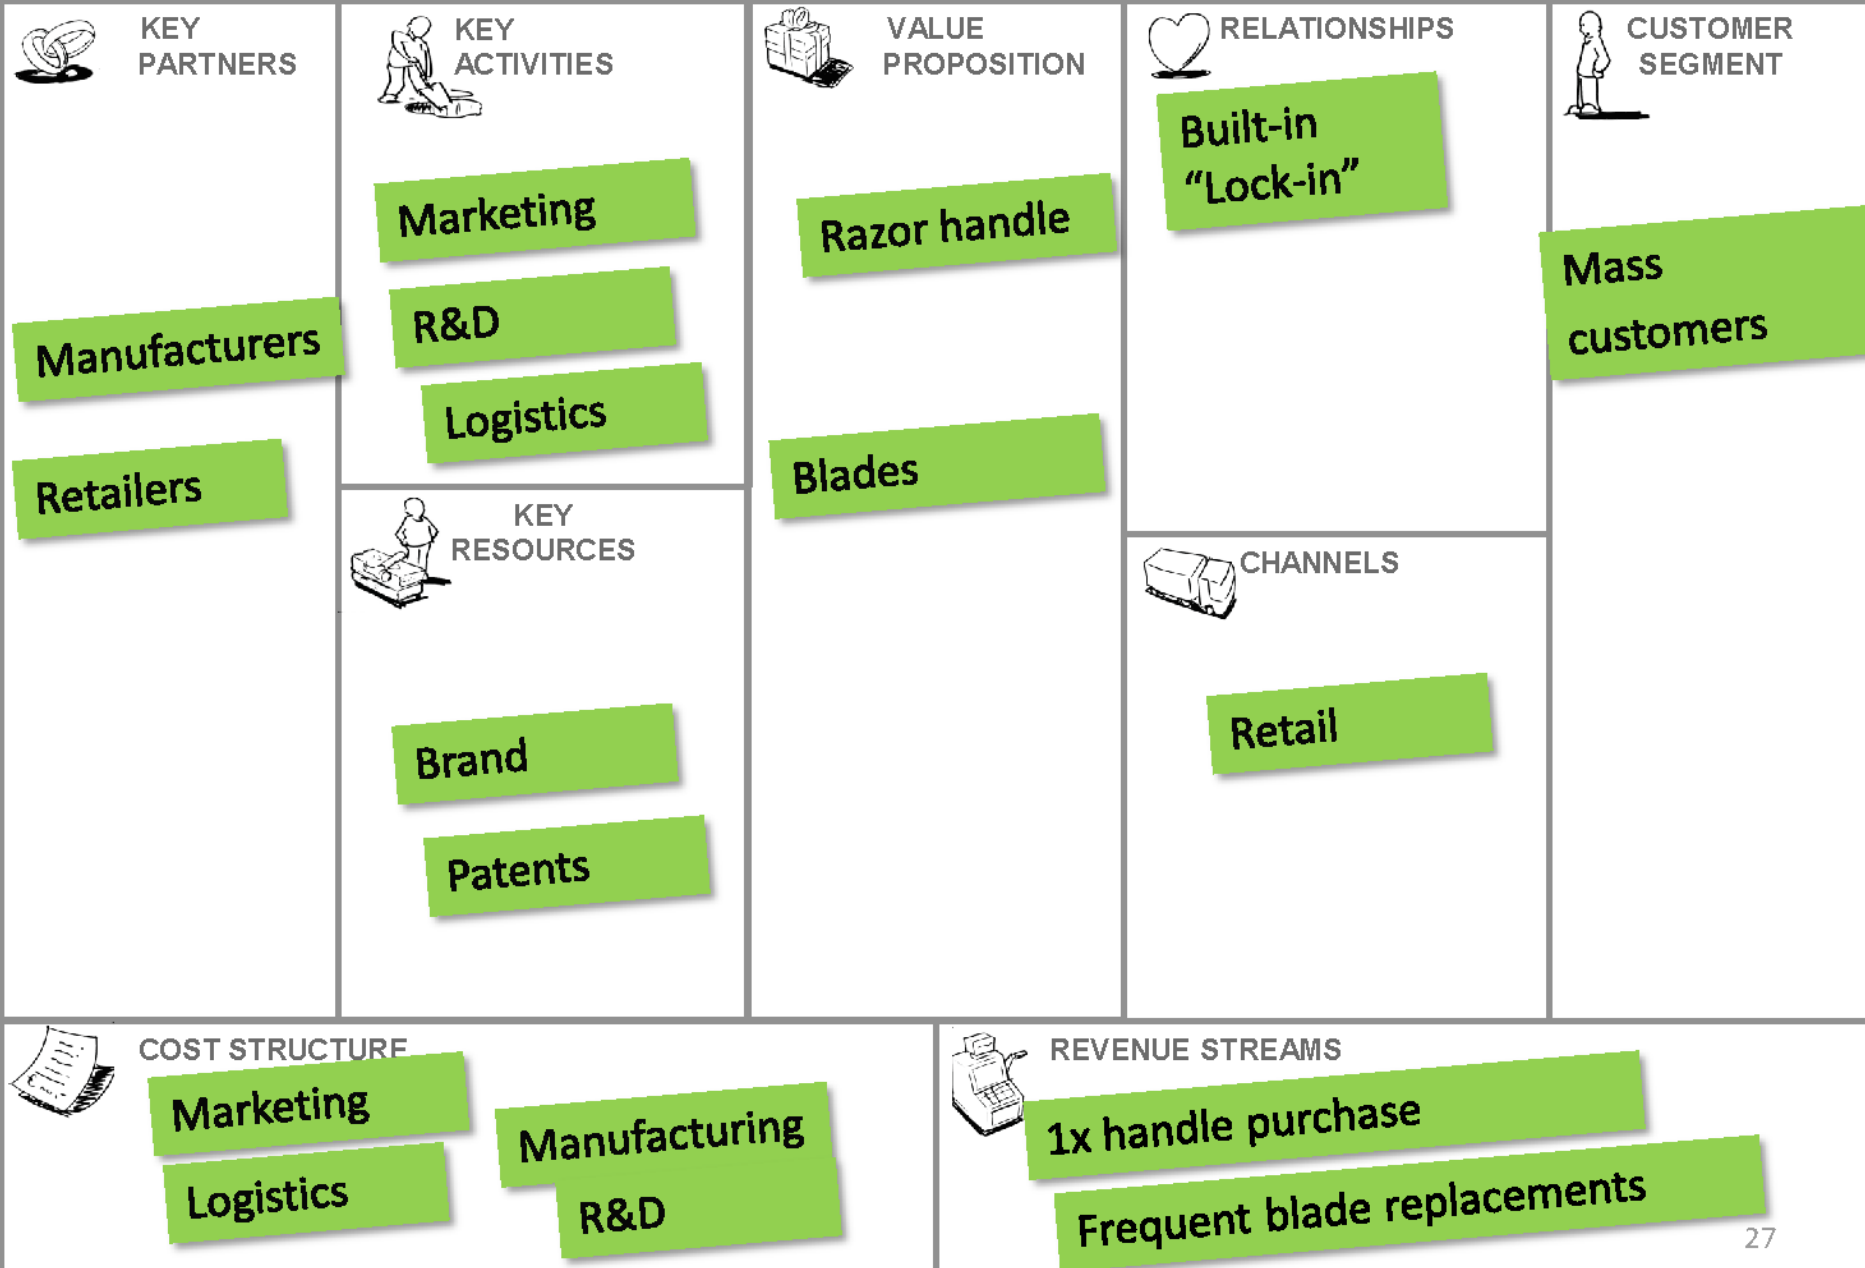 KEY
PARTNERS
Manufacturers
Retailers
KEY
ACTIVITIES
Marketing
R&D
Logistics
KEY
RESOURCES
Brand
Patents
VALUE
PROPOSITION
Razor handle
Blades
RELATIONSHIPS
Built-in
“Lock-in”
CHANNELS
Retail
CUSTOMER
SEGMENT
Mass
customers
COST STRUCTURE
Marketing
Logistics
Manufacturing
R&D
REVENUE STREAMS
1x handle purchase
Frequent blade replacements
27